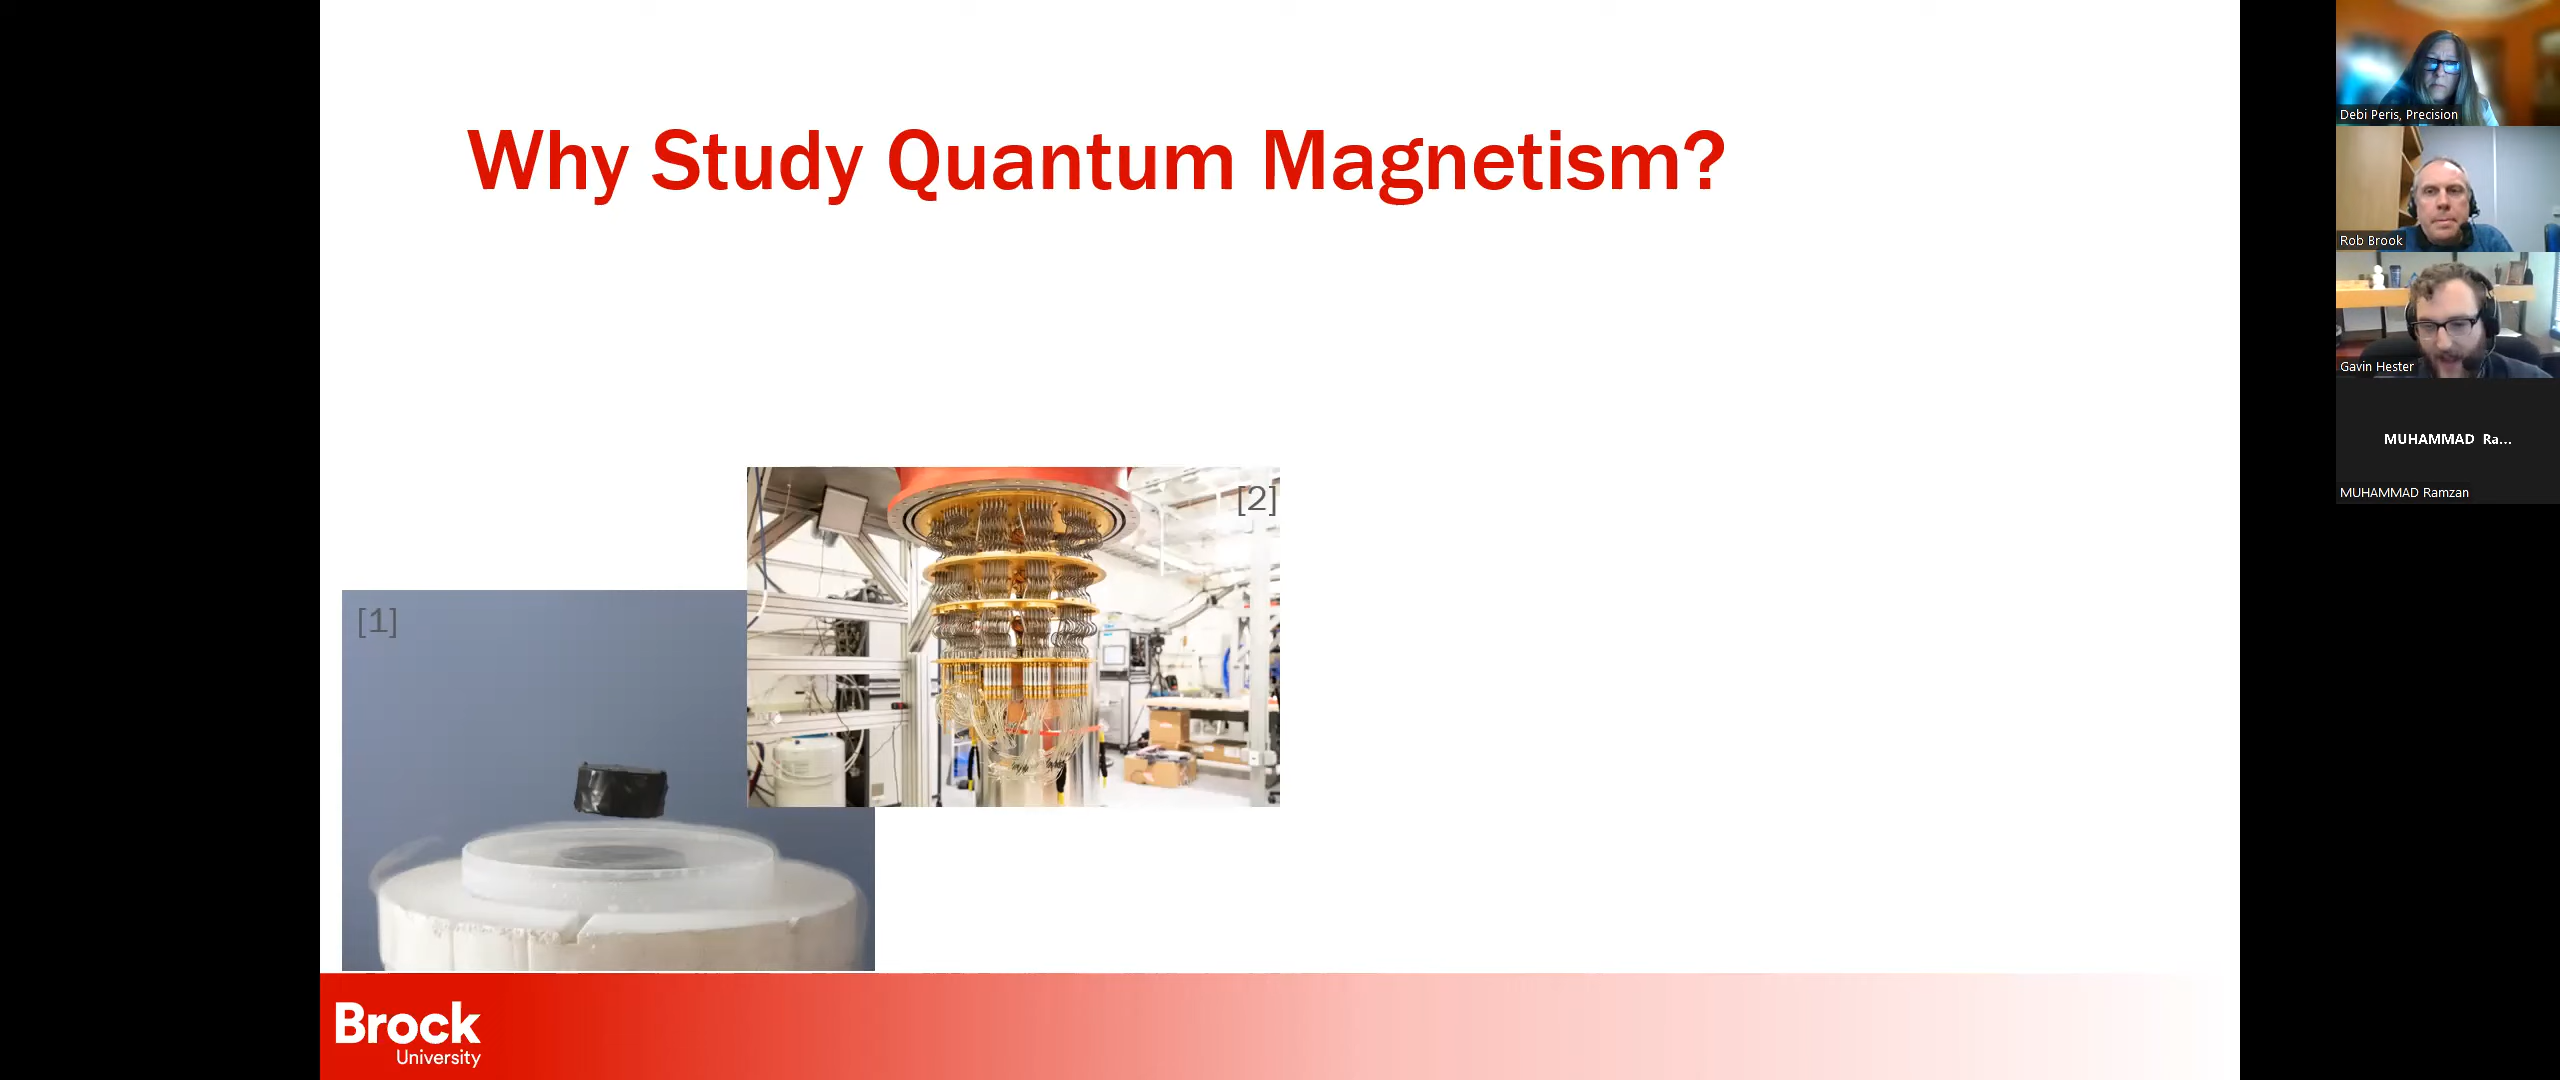 Why Study Quantum Magnetism?
[2]
[1]
Brock
University
Debi Peris, Precision
Rob Brook
Gavin Hester
MUHAMMAD Ra...
MUHAMMAD Ramzan